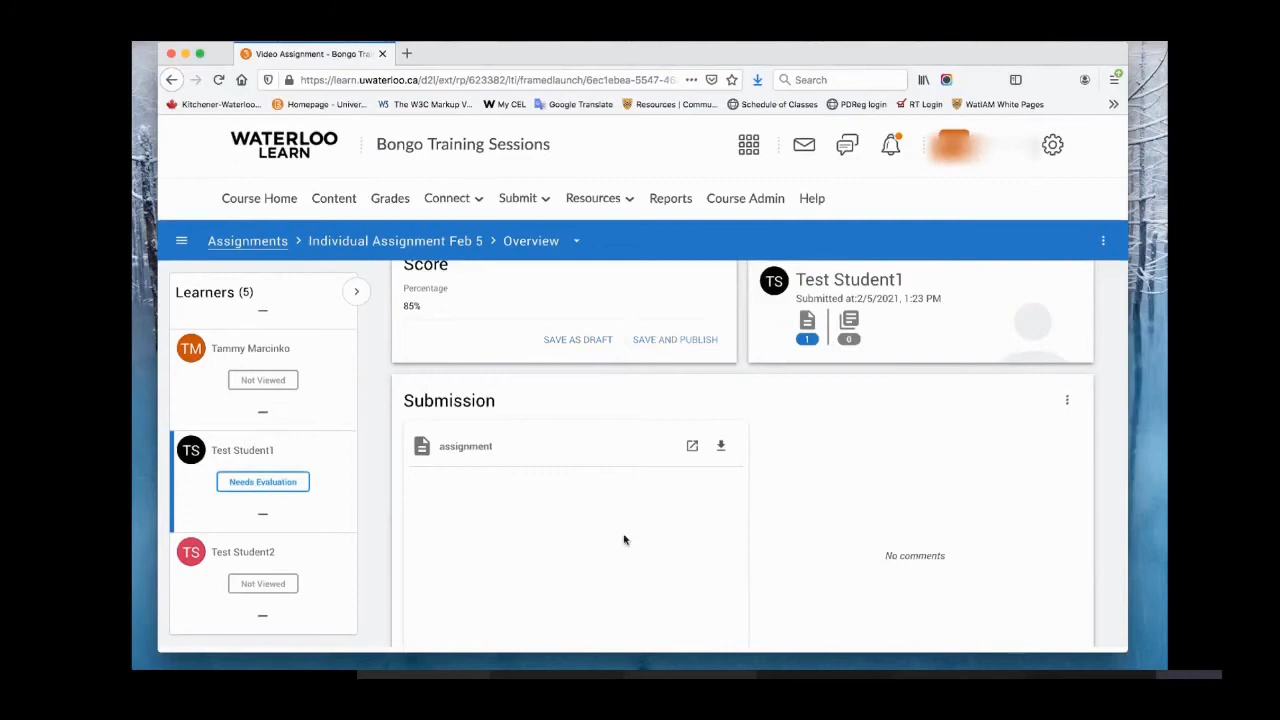 Video Assignment - Bongo Trai
https://learn.uwaterloo.ca/d2l/ext/rp/623382/lti/framedlaunch/6ec1ebea-5547-46
Search
Kitchener-Waterloo...
Homepage - Univer...
The W3C Markup V...
My CEL
Google Translate
Resources | Commu...
Schedule of Classes
PDReg login
RT Login
WatIAM White Pages
WATERLOO
LEARN
Bongo Training Sessions
Course Home
Content
Grades
Connect
Submit
Resources
Reports
Course Admin
Help
Assignments > Individual Assignment Feb 5 > Overview
Learners (5)
TM
Tammy Marcinko
Not Viewed
TS
Test Student1
Needs Evaluation
TS
Test Student2
Not Viewed
Score
Percentage
85%
SAVE AS DRAFT
SAVE AND PUBLISH
TS
Test Student1
Submitted at:2/5/2021, 1:23 PM
1
0
Submission
assignment
No comments